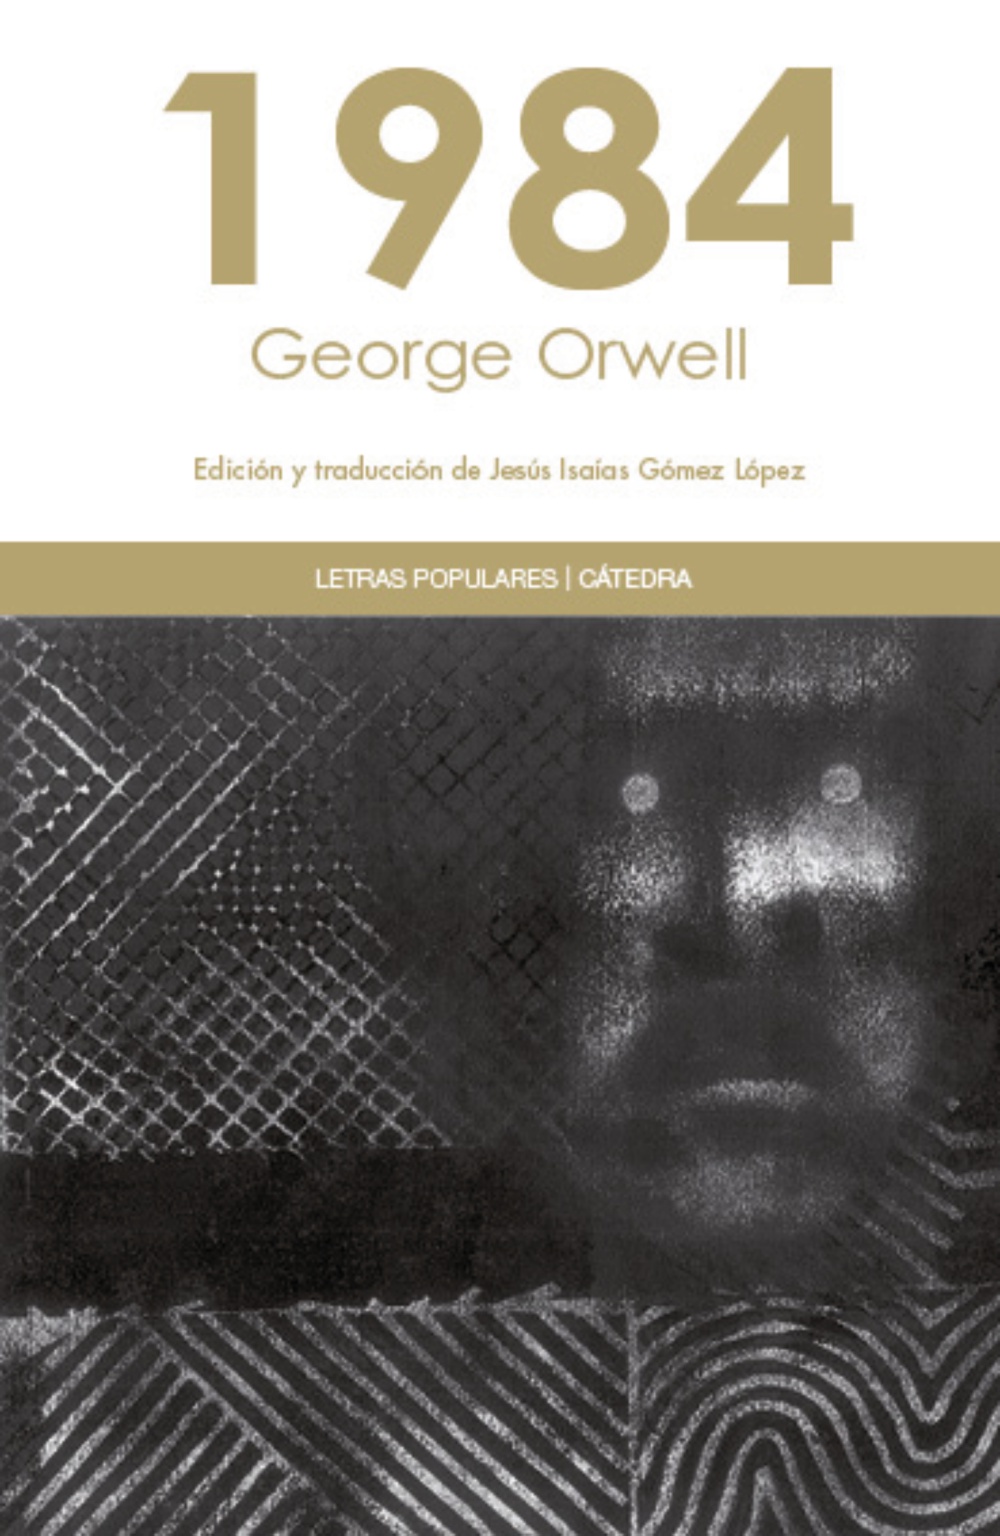 1984
George Orwell
Edición y traducción de Jesús Isaías Gómez López
LETRAS POPULARES | CÁTEDRA